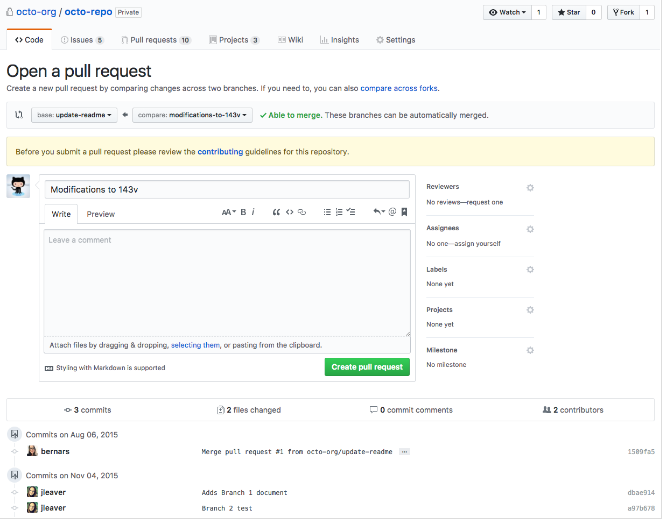 octo-org / octo-repo Private Watch 1 Star 0 Fork 1
Code Issues 5 Pull requests 10 Projects 3 Wiki Insights Settings
Open a pull request
Create a new pull request by comparing changes across two branches. If you need to, you can also compare across forks.
base: update-readme compare: modifications-to-143v Able to merge. These branches can be automatically merged.
Before you submit a pull request please review the contributing guidelines for this repository.
Modifications to 143v
Write Preview AA B i
Leave a comment
Attach files by dragging & dropping, selecting them, or pasting from the clipboard.
Styling with Markdown is supported
Create pull request
Reviewers
No reviews—request one
Assignees
No one—assign yourself
Labels
None yet
Projects
None yet
Milestone
No milestone
3 commits 2 files changed 0 commit comments 2 contributors
Commits on Aug 06, 2015
bernars Merge pull request #1 from octo-org/update-readme ... 1509fa5
Commits on Nov 04, 2015
jleaver Adds Branch 1 document dbae914
jleaver Branch 2 test a97b678